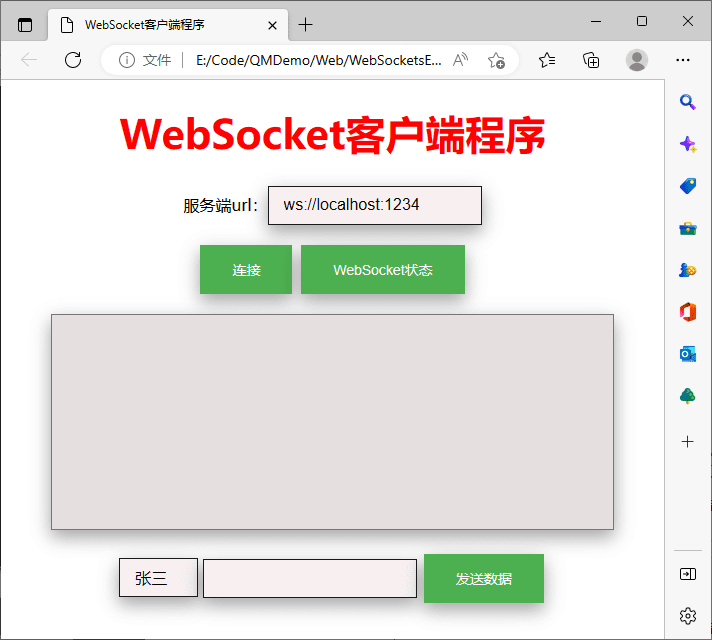 WebSocket客户端程序
文件 E:/Code/QMDemo/Web/WebSocketsE...
WebSocket客户端程序
服务端url： ws://localhost:1234
连接 WebSocket状态
张三 发送数据